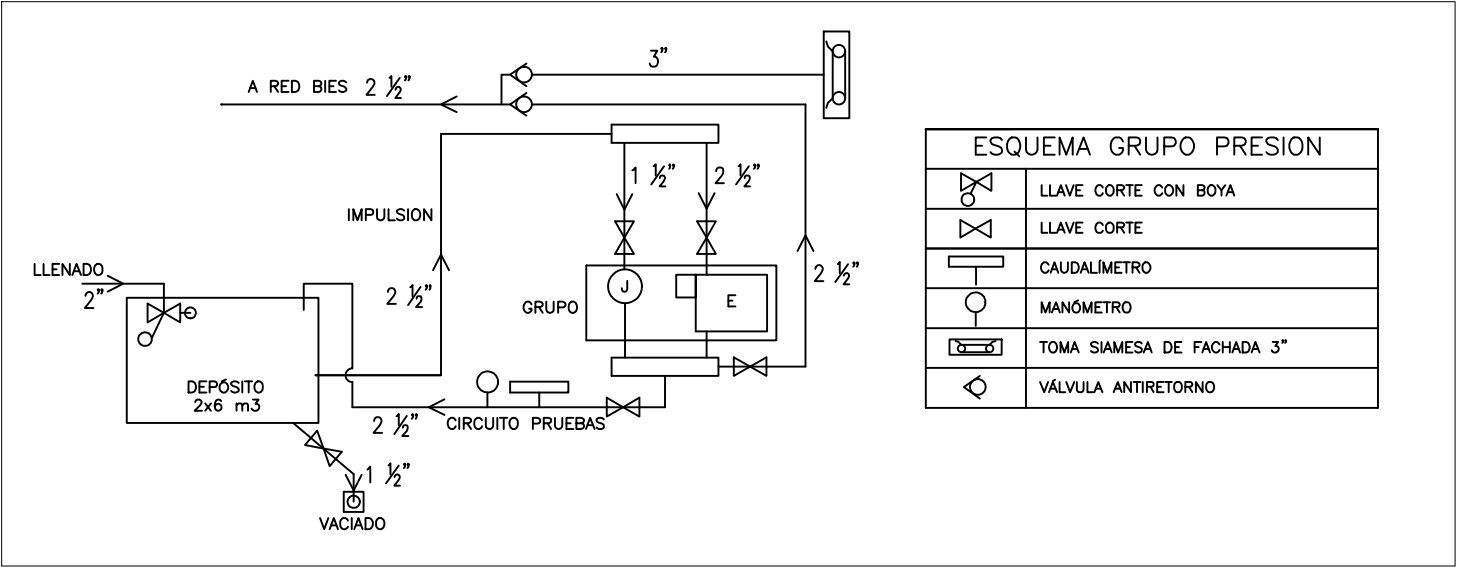 3”
A RED BIES 2 ½”
1 ½”
2 ½”
IMPULSION
LLENADO
2”
2 ½”
2 ½”
GRUPO
J
E
DEPÓSITO
2x6 m3
2 ½”
CIRCUITO PRUEBAS
1 ½”
VACIADO
ESQUEMA GRUPO PRESION
LLAVE CORTE CON BOYA
LLAVE CORTE
CAUDALÍMETRO
MANÓMETRO
TOMA SIAMESA DE FACHADA 3”
VÁLVULA ANTIRETORNO